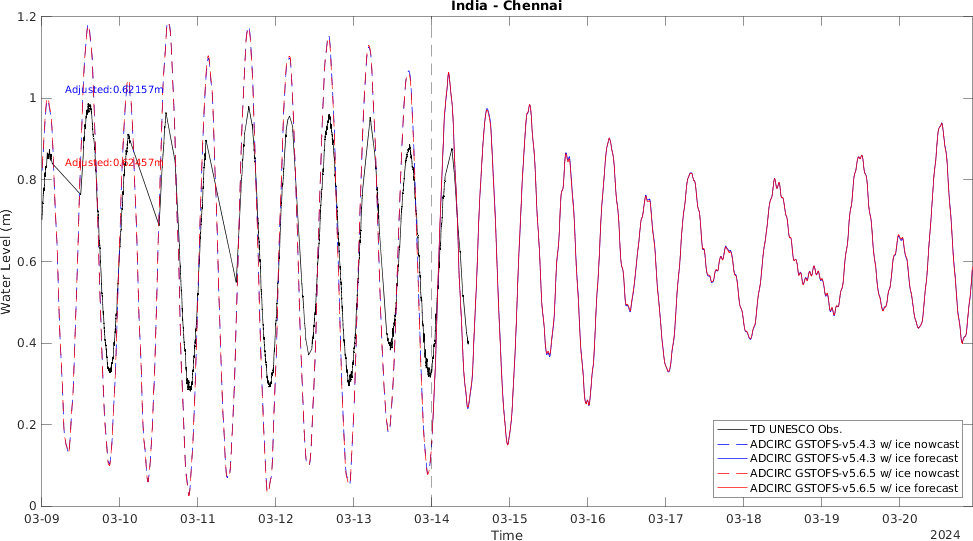 India - Chennai
Water Level (m)
1.2
1
0.8
0.6
0.4
0.2
0
Adjusted:0.62157m
Adjusted:0.62457m
TD UNESCO Obs.
ADCIRC GSTOFS-v5.4.3 w/ ice nowcast
ADCIRC GSTOFS-v5.4.3 w/ ice forecast
ADCIRC GSTOFS-v5.6.5 w/ ice nowcast
ADCIRC GSTOFS-v5.6.5 w/ ice forecast
03-09 03-10 03-11 03-12 03-13 03-14 03-15 03-16 03-17 03-18 03-19 03-20
Time
2024